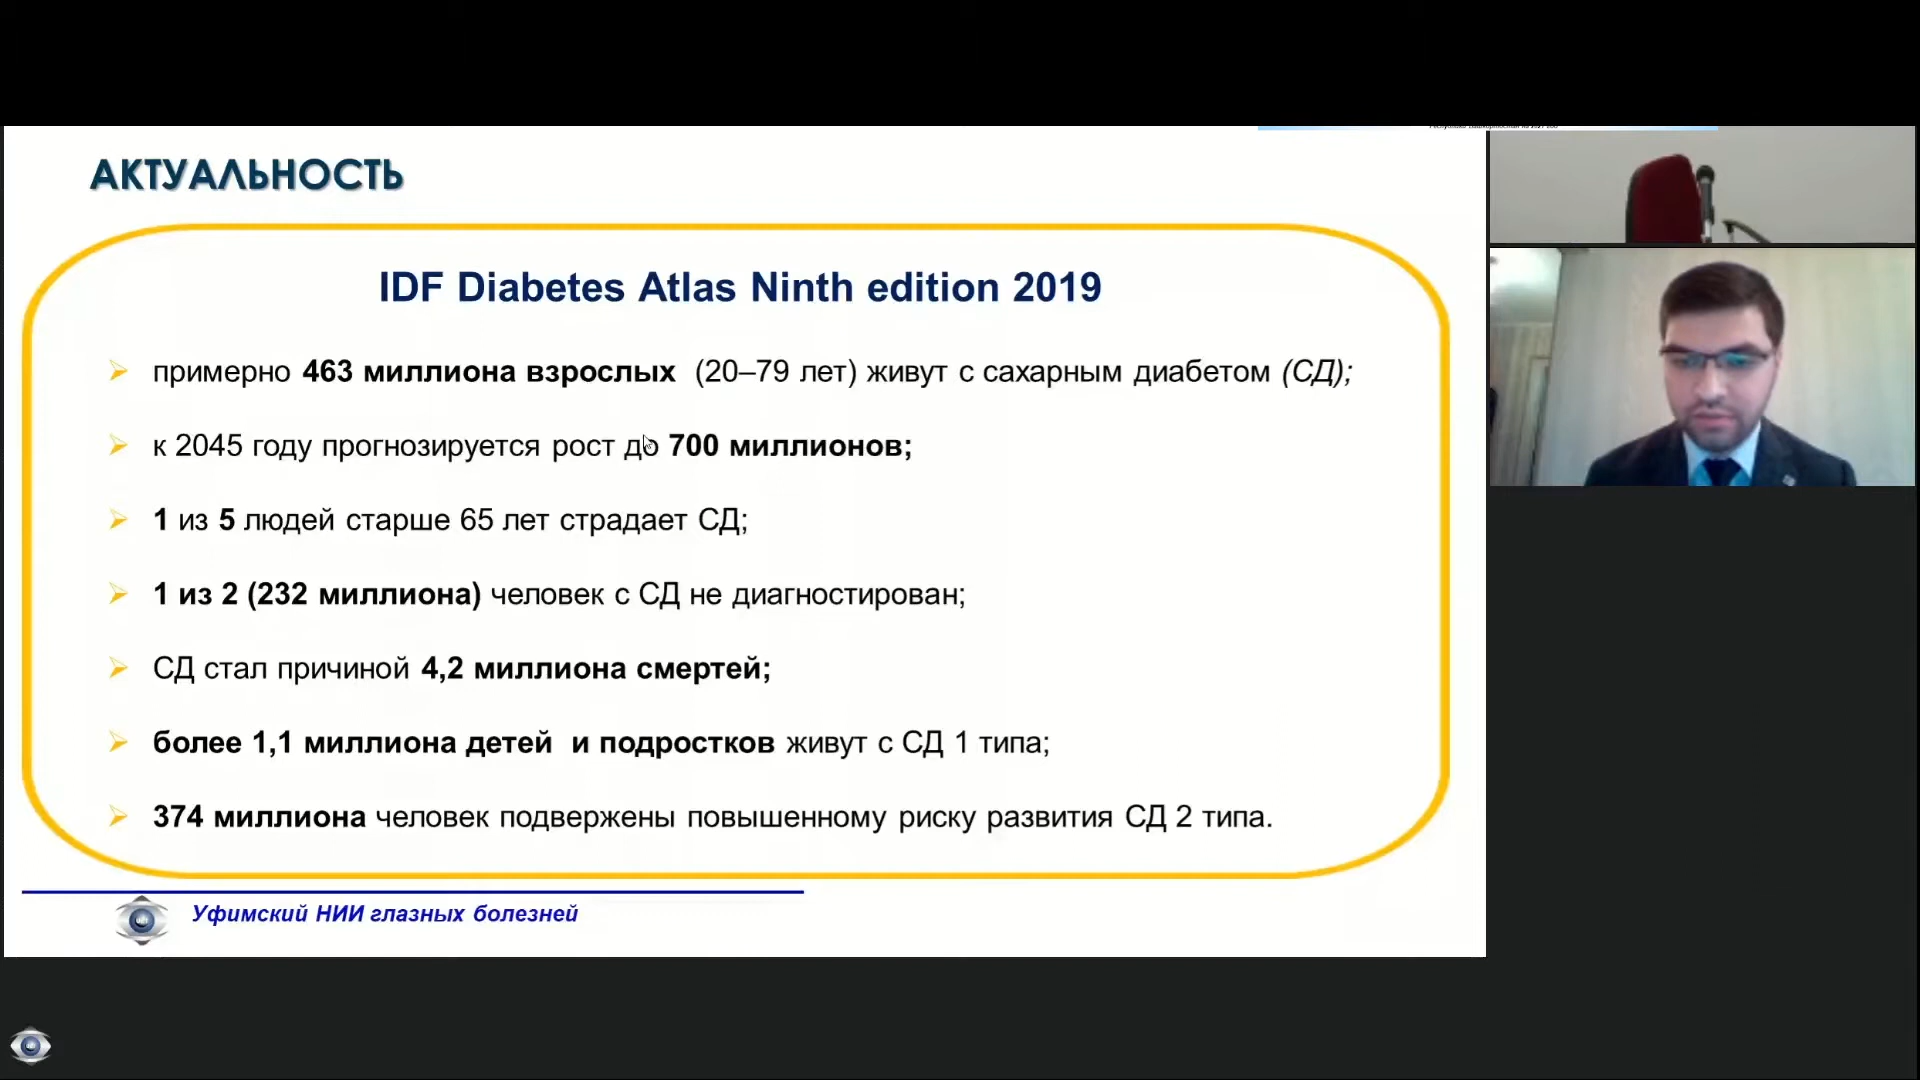 АКТУАЛЬНОСТЬ
IDF Diabetes Atlas Ninth edition 2019
примерно 463 миллиона взрослых (20–79 лет) живут с сахарным диабетом (СД);
к 2045 году прогнозируется рост до 700 миллионов;
1 из 5 людей старше 65 лет страдает СД;
1 из 2 (232 миллиона) человек с СД не диагностирован;
СД стал причиной 4,2 миллиона смертей;
более 1,1 миллиона детей и подростков живут с СД 1 типа;
374 миллиона человек подвержены повышенному риску развития СД 2 типа.
Уфимский НИИ глазных болезней